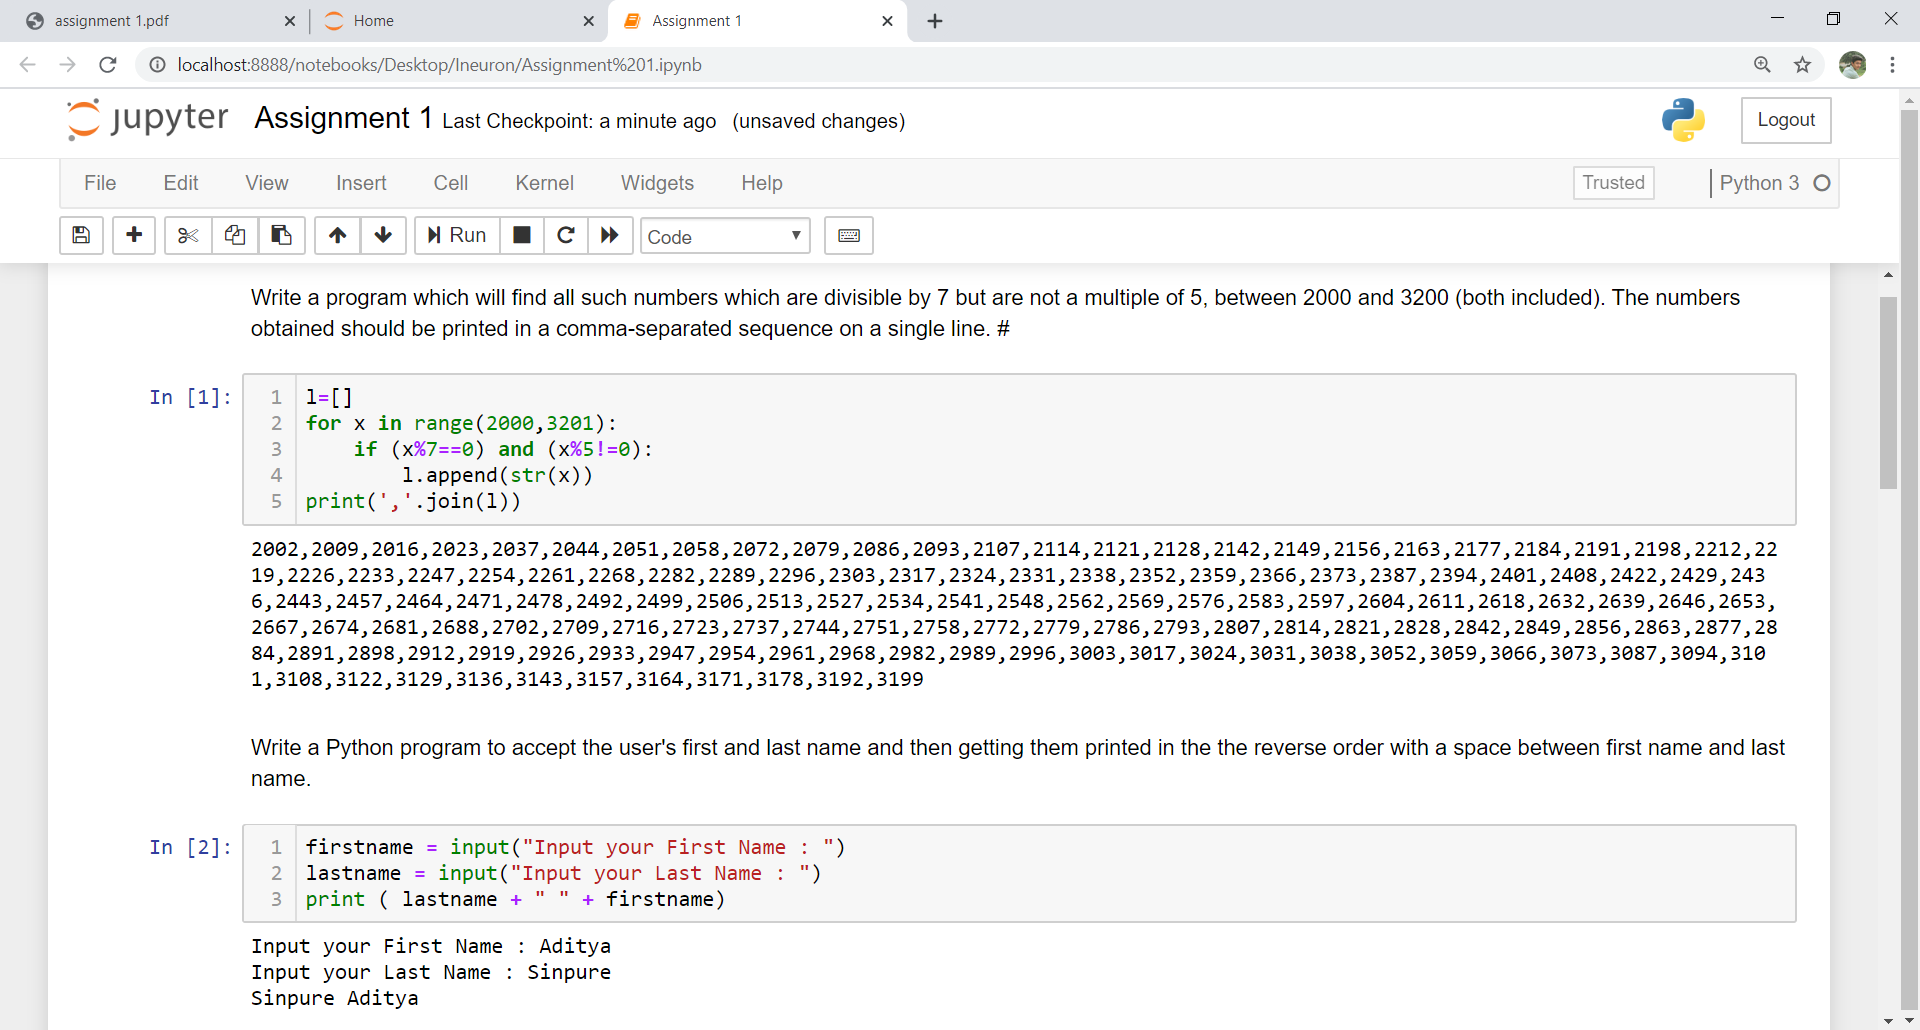 assignment 1.pdf
Home
Assignment 1
localhost:8888/notebooks/Desktop/Ineuron/Assignment%201.ipynb
jupyter Assignment 1 Last Checkpoint: a minute ago (unsaved changes)
Logout
File Edit View Insert Cell Kernel Widgets Help
Trusted
Python 3
Run
Code
Write a program which will find all such numbers which are divisible by 7 but are not a multiple of 5, between 2000 and 3200 (both included). The numbers
obtained should be printed in a comma-separated sequence on a single line. #
In [1]:
1 l=[]
2 for x in range(2000,3201):
3     if (x%7==0) and (x%5!=0):
4         l.append(str(x))
5 print(','.join(l))
2002,2009,2016,2023,2037,2044,2051,2058,2072,2079,2086,2093,2107,2114,2121,2128,2142,2149,2156,2163,2177,2184,2191,2198,2212,22
19,2226,2233,2247,2254,2261,2268,2282,2289,2296,2303,2317,2324,2331,2338,2352,2359,2366,2373,2387,2394,2401,2408,2422,2429,243
6,2443,2457,2464,2471,2478,2492,2499,2506,2513,2527,2534,2541,2548,2562,2569,2576,2583,2597,2604,2611,2618,2632,2639,2646,2653,
2667,2674,2681,2688,2702,2709,2716,2723,2737,2744,2751,2758,2772,2779,2786,2793,2807,2814,2821,2828,2842,2849,2856,2863,2877,28
84,2891,2898,2912,2919,2926,2933,2947,2954,2961,2968,2982,2989,2996,3003,3017,3024,3031,3038,3052,3059,3066,3073,3087,3094,310
1,3108,3122,3129,3136,3143,3157,3164,3171,3178,3192,3199
Write a Python program to accept the user's first and last name and then getting them printed in the the reverse order with a space between first name and last
name.
In [2]:
1 firstname = input("Input your First Name : ")
2 lastname = input("Input your Last Name : ")
3 print ( lastname + " " + firstname)
Input your First Name : Aditya
Input your Last Name : Sinpure
Sinpure Aditya